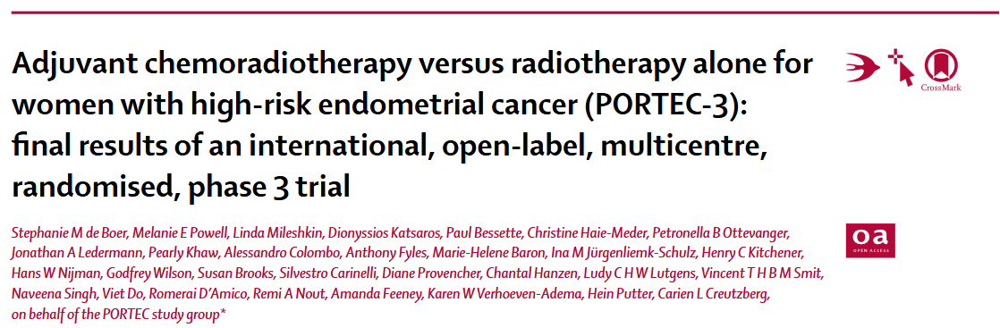 Adjuvant chemoradiotherapy versus radiotherapy alone for
women with high-risk endometrial cancer (PORTEC-3):
final results of an international, open-label, multicentre,
randomised, phase 3 trial
CrossMark
Stephanie M de Boer, Melanie E Powell, Linda Mileshkin, Dionyssios Katsaros, Paul Bessette, Christine Haie-Meder, Petronella B Ottevanger,
Jonathan A Ledermann, Pearly Khaw, Alessandro Colombo, Anthony Fyles, Marie-Helene Baron, Ina M Jürgenliemk-Schulz, Henry C Kitchener,
Hans W Nijman, Godfrey Wilson, Susan Brooks, Silvestro Carinelli, Diane Provencher, Chantal Hanzen, Ludy C H W Lutgens, Vincent T H B M Smit,
Naveena Singh, Viet Do, Romerai D'Amico, Remi A Nout, Amanda Feeney, Karen W Verhoeven-Adema, Hein Putter, Carien L Creutzberg,
on behalf of the PORTEC study group*
oa
OPEN ACCESS